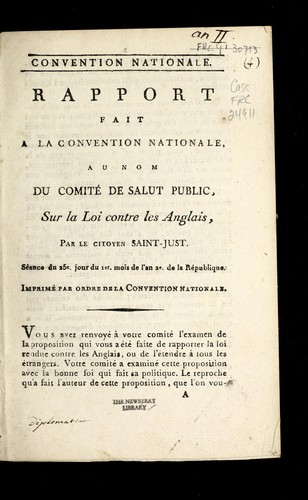 an II
FRC 4° 30713
CONVENTION NATIONALE. (4)
Case
FRC
24911
RAPPORT
FAIT
A LA CONVENTION NATIONALE,
AU NOM
DU COMITÉ DE SALUT PUBLIC,
Sur la Loi contre les Anglais,
PAR LE CITOYEN SAINT-JUST.
Séance du 25e. jour du 1er. mois de l'an 2e. de la République.
IMPRIMÉ PAR ORDRE DE LA CONVENTION NATIONALE.
VOUS avez renvoyé à votre comité l'examen de
la proposition qui vous a été faite de rapporter la loi
rendue contre les Anglais, ou de l'étendre à tous les
étrangers. Votre comité a examiné cette proposition
avec la bonne foi qui fait sa politique. Le reproche
qu'a fait l'auteur de cette proposition, que l'on vou-
A
THE NEWBERRY
LIBRARY